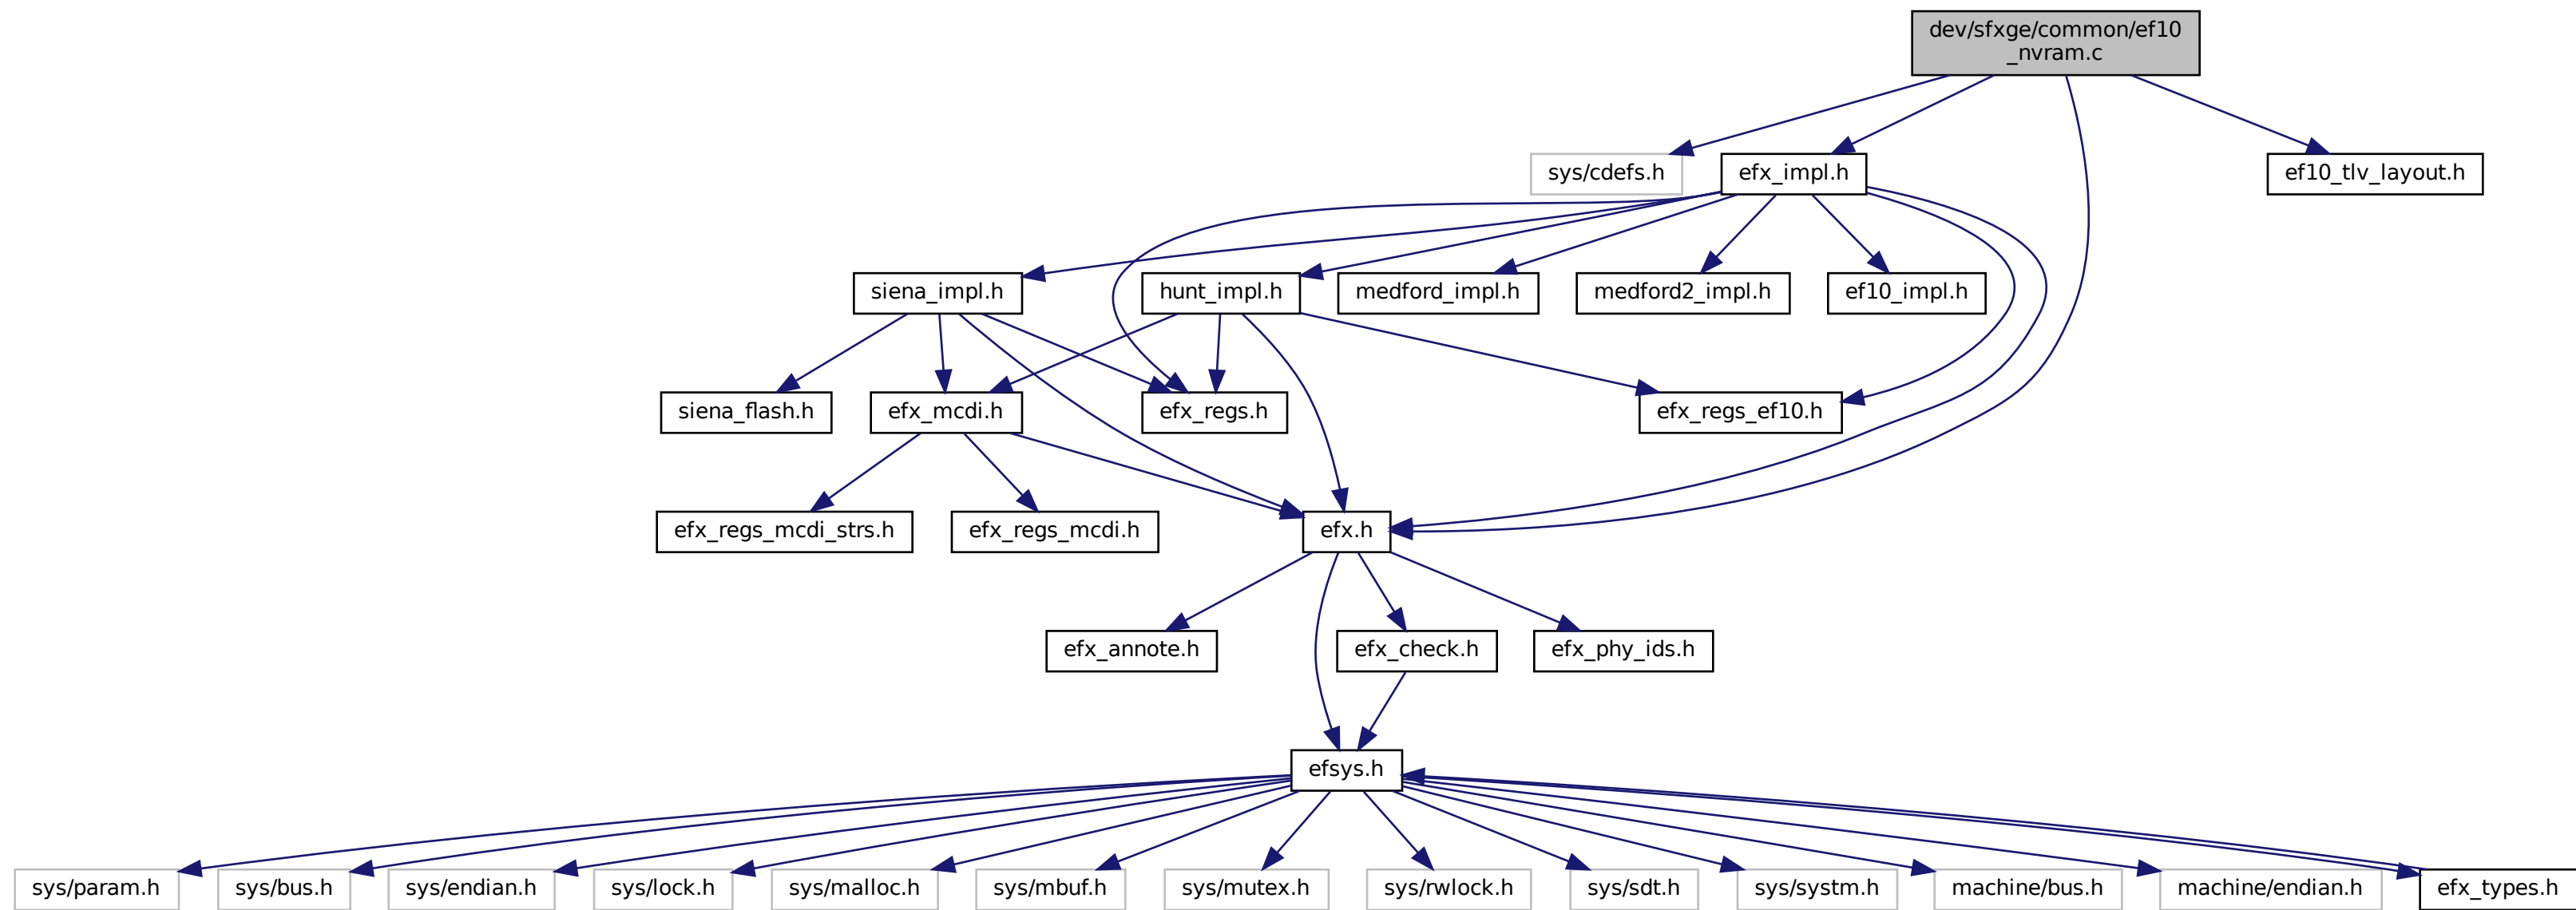 dev/sfxge/common/ef10
_nvram.c
sys/cdefs.h
efx_impl.h
ef10_tlv_layout.h
siena_impl.h
hunt_impl.h
medford_impl.h
medford2_impl.h
ef10_impl.h
siena_flash.h
efx_mcdi.h
efx_regs.h
efx_regs_ef10.h
efx_regs_mcdi_strs.h
efx_regs_mcdi.h
efx.h
efx_annote.h
efx_check.h
efx_phy_ids.h
efsys.h
sys/param.h
sys/bus.h
sys/endian.h
sys/lock.h
sys/malloc.h
sys/mbuf.h
sys/mutex.h
sys/rwlock.h
sys/sdt.h
sys/systm.h
machine/bus.h
machine/endian.h
efx_types.h